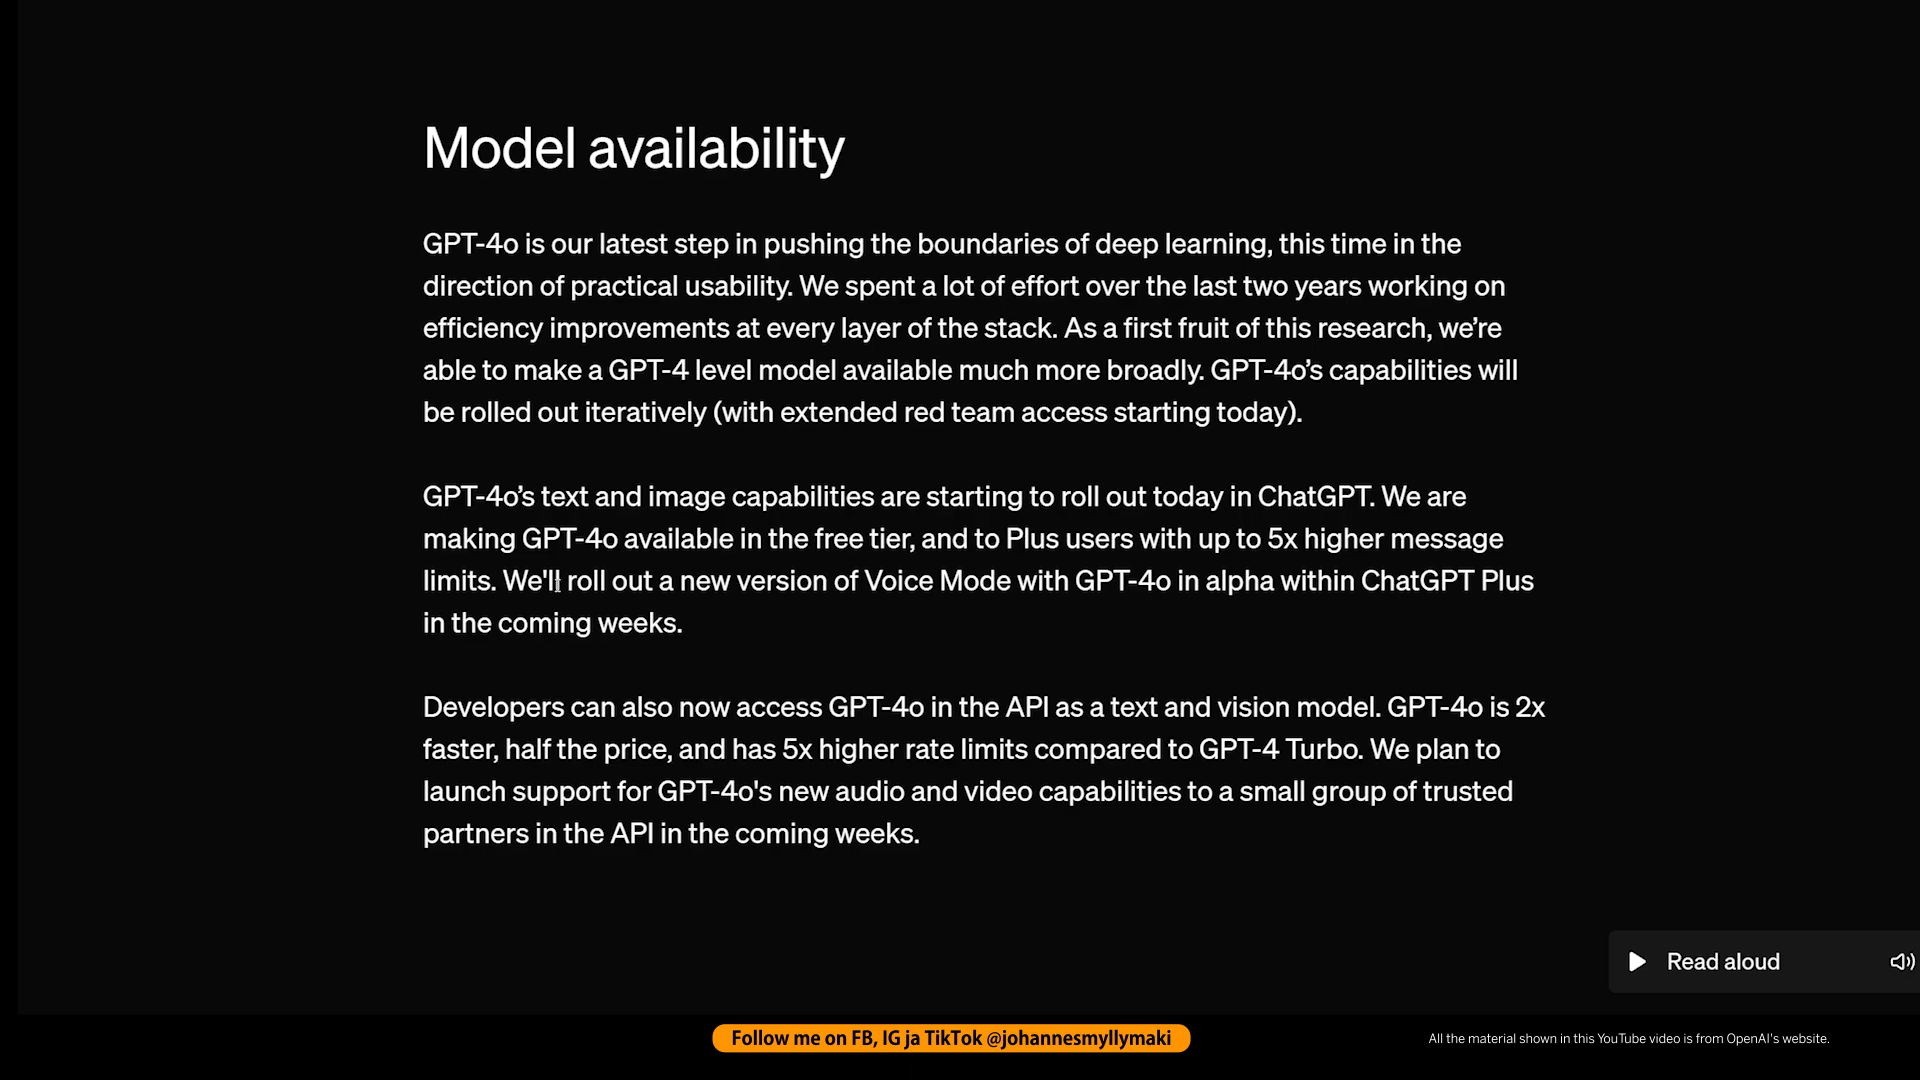 Model availability
GPT-4o is our latest step in pushing the boundaries of deep learning, this time in the
direction of practical usability. We spent a lot of effort over the last two years working on
efficiency improvements at every layer of the stack. As a first fruit of this research, we’re
able to make a GPT-4 level model available much more broadly. GPT-4o’s capabilities will
be rolled out iteratively (with extended red team access starting today).
GPT-4o’s text and image capabilities are starting to roll out today in ChatGPT. We are
making GPT-4o available in the free tier, and to Plus users with up to 5x higher message
limits. We'll roll out a new version of Voice Mode with GPT-4o in alpha within ChatGPT Plus
in the coming weeks.
Developers can also now access GPT-4o in the API as a text and vision model. GPT-4o is 2x
faster, half the price, and has 5x higher rate limits compared to GPT-4 Turbo. We plan to
launch support for GPT-4o's new audio and video capabilities to a small group of trusted
partners in the API in the coming weeks.
Read aloud
Follow me on FB, IG ja TikTok @johannesmyllymaki
All the material shown in this YouTube video is from OpenAI's website.